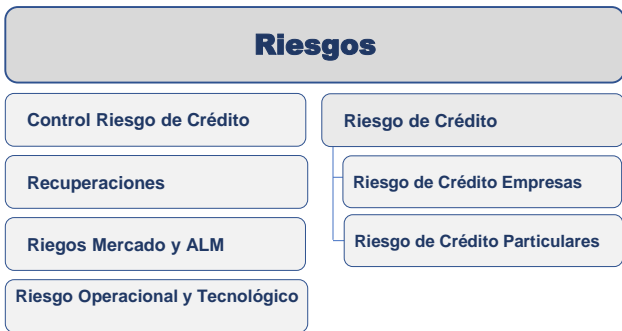 Riesgos
Control Riesgo de Crédito
Recuperaciones
Riegos Mercado y ALM
Riesgo Operacional y Tecnológico
Riesgo de Crédito
Riesgo de Crédito Empresas
Riesgo de Crédito Particulares